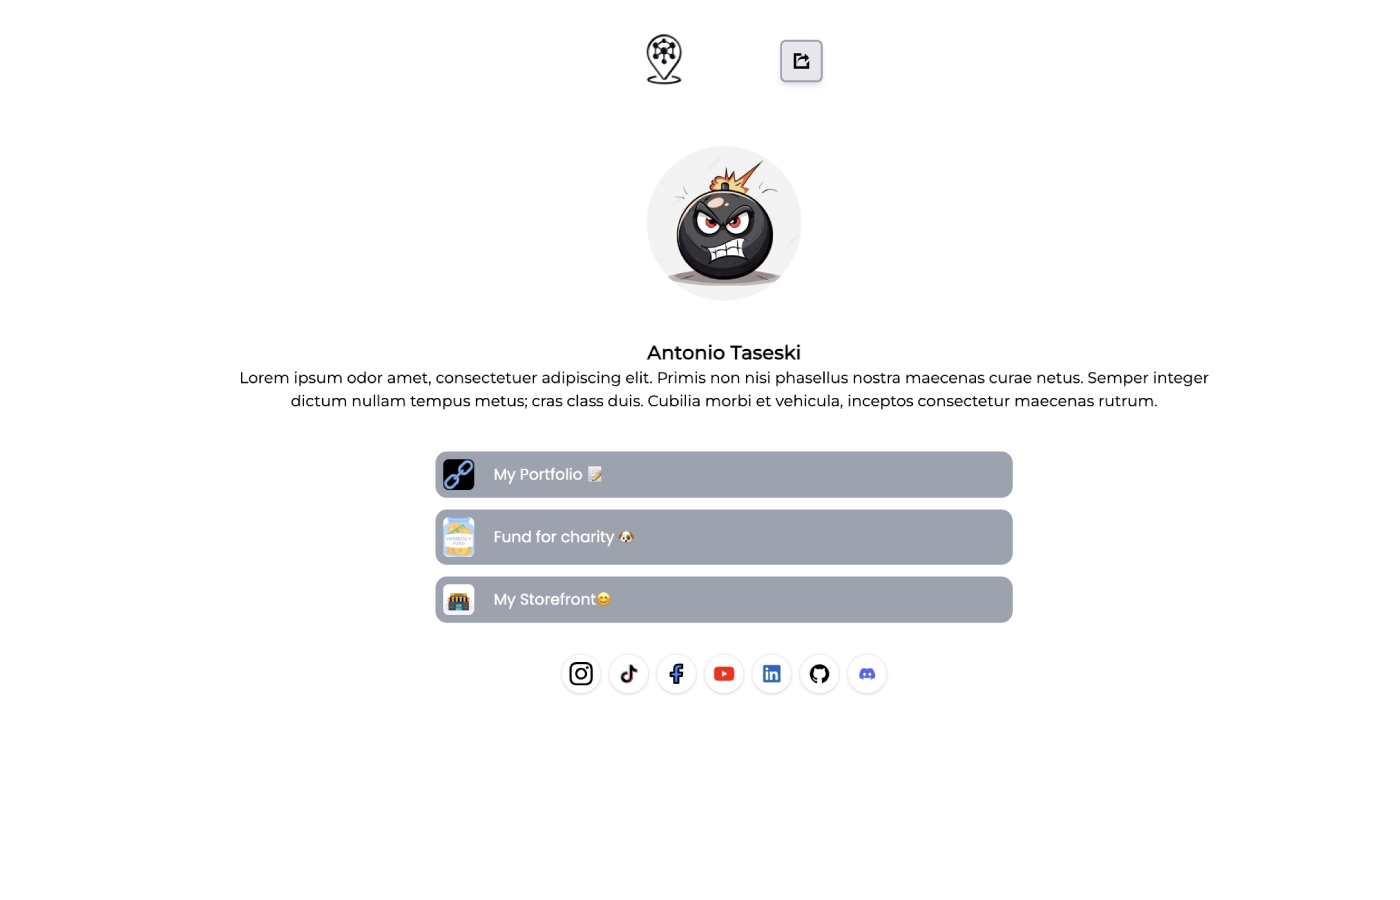 Antonio Taseski
Lorem ipsum odor amet, consectetuer adipiscing elit. Primis non nisi phasellus nostra maecenas curae netus. Semper integer
dictum nullam tempus metus; cras class duis. Cubilia morbi et vehicula, inceptos consectetur maecenas rutrum.
My Portfolio 📝
EMERGENCY
FUND
Fund for charity 🐶
My Storefront😊